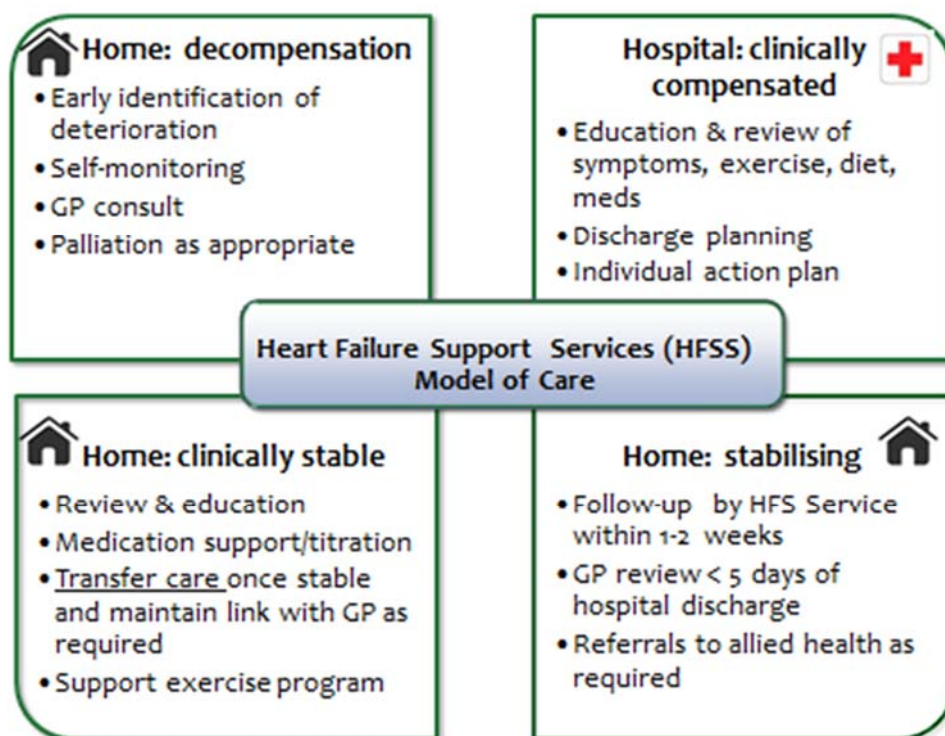 Home: decompensation
• Early identification of
deterioration
• Self-monitoring
• GP consult
• Palliation as appropriate
Hospital: clinically
compensated
• Education & review of
symptoms, exercise, diet,
meds
• Discharge planning
• Individual action plan
Heart Failure Support Services (HFSS)
Model of Care
Home: clinically stable
• Review & education
• Medication support/titration
• Transfer care once stable
and maintain link with GP as
required
• Support exercise program
Home: stabilising
• Follow-up by HFS Service
within 1-2 weeks
• GP review < 5 days of
hospital discharge
• Referrals to allied health as
required